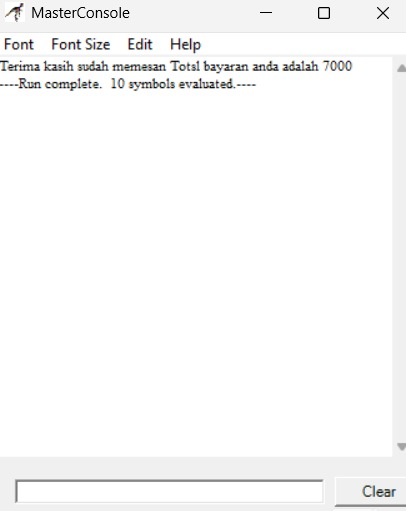 MasterConsole
Font Font Size Edit Help
Terima kasih sudah memesan Totsl bayaran anda adalah 7000
----Run complete.  10 symbols evaluated.----
Clear